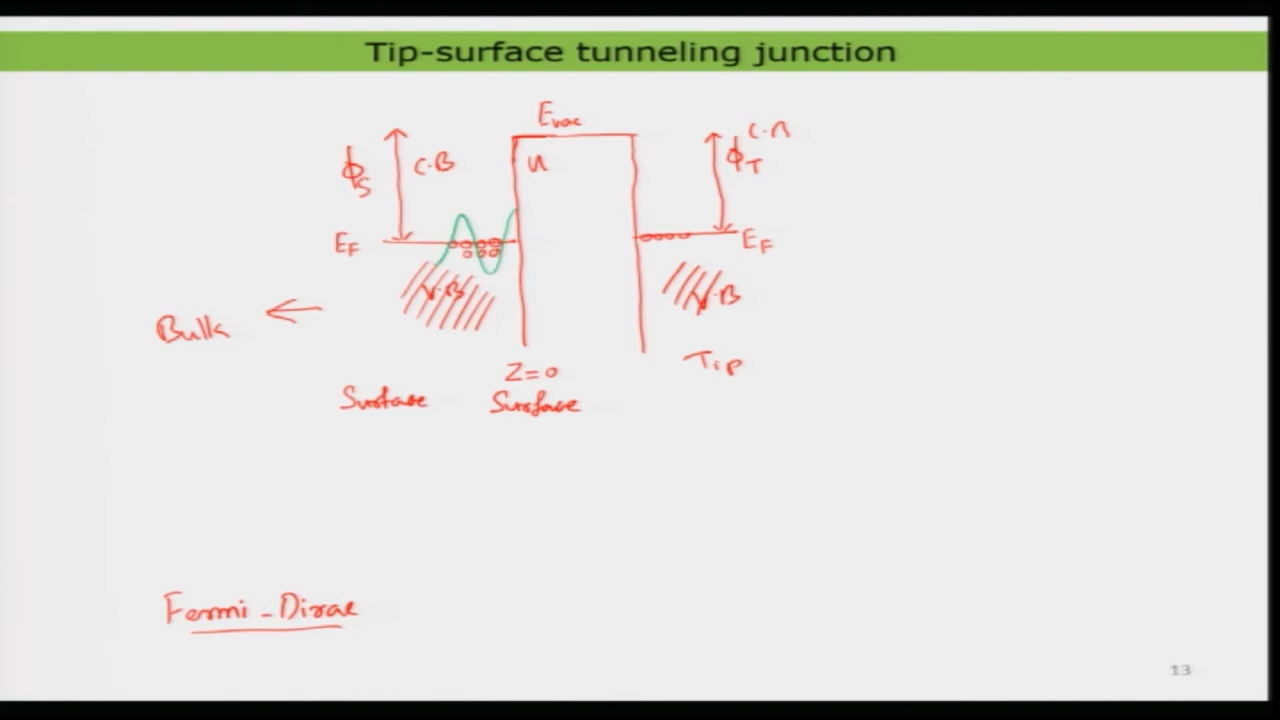 Tip-surface tunneling junction
Evac
C.B
ϕS
C.B
U
ϕT
EF
EF
V.B
V.B
Bulk
Tip
Z=0
Surface
Surface
Fermi - Dirac
13